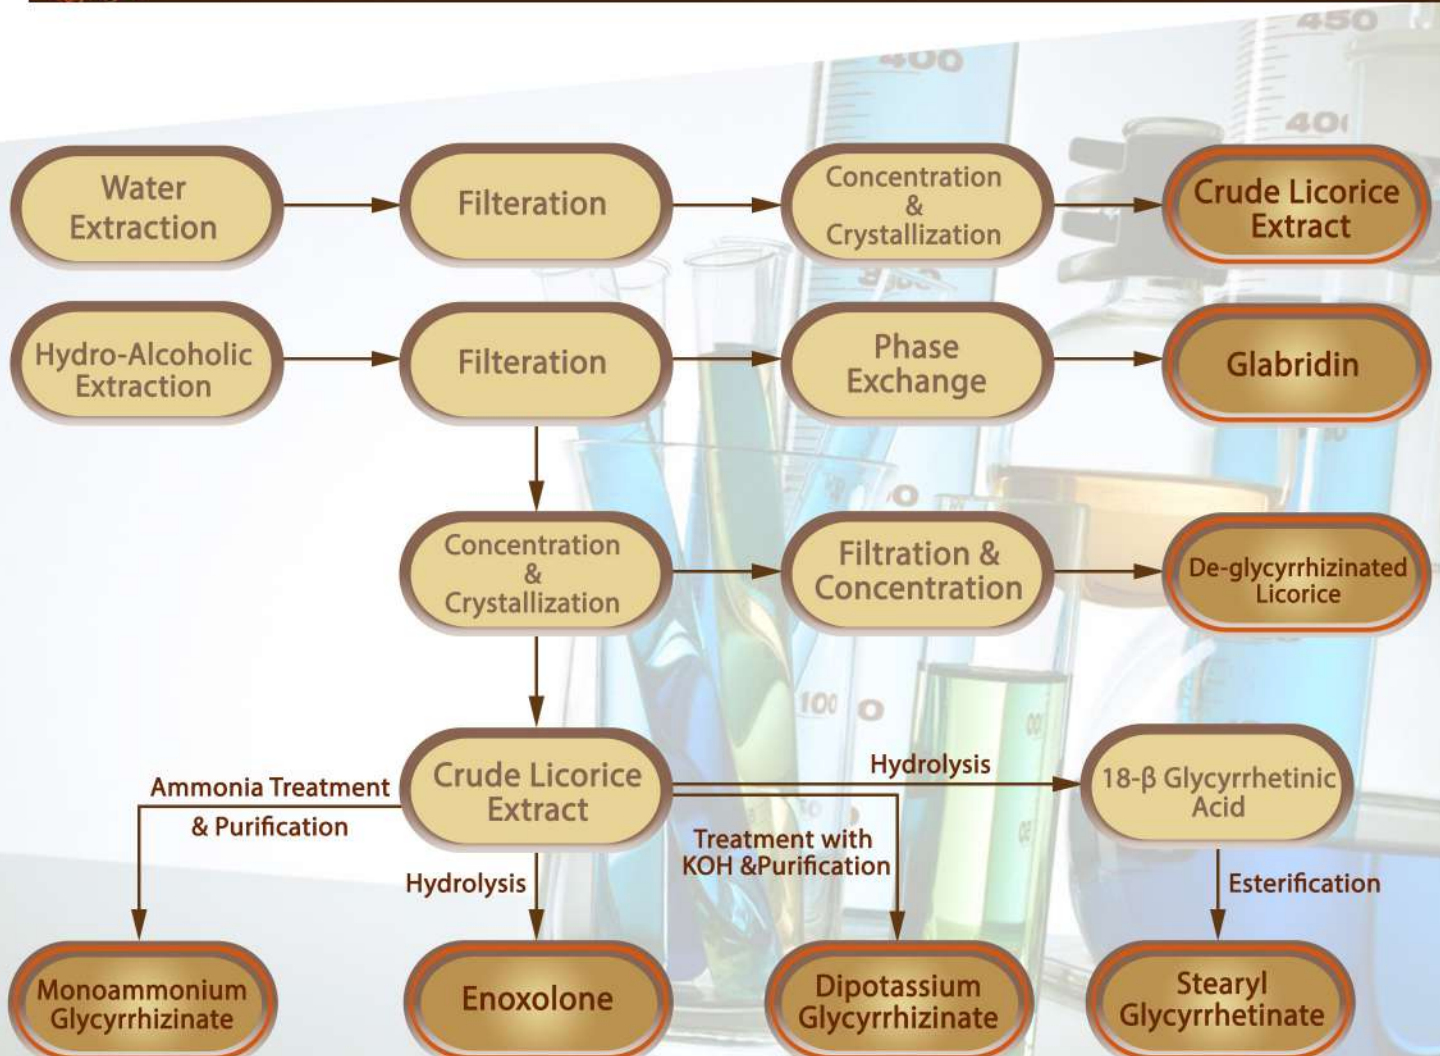 Water
Extraction
Filteration
Concentration
&
Crystallization
Crude Licorice
Extract
Hydro-Alcoholic
Extraction
Filteration
Phase
Exchange
Glabridin
Concentration
&
Crystallization
Filtration &
Concentration
De-glycyrrhizinated
Licorice
Crude Licorice
Extract
Hydrolysis
18-β Glycyrrhetinic
Acid
Ammonia Treatment
& Purification
Treatment with
KOH &Purification
Hydrolysis
Esterification
Monoammonium
Glycyrrhizinate
Enoxolone
Dipotassium
Glycyrrhizinate
Stearyl
Glycyrrhetinate
450
400
100